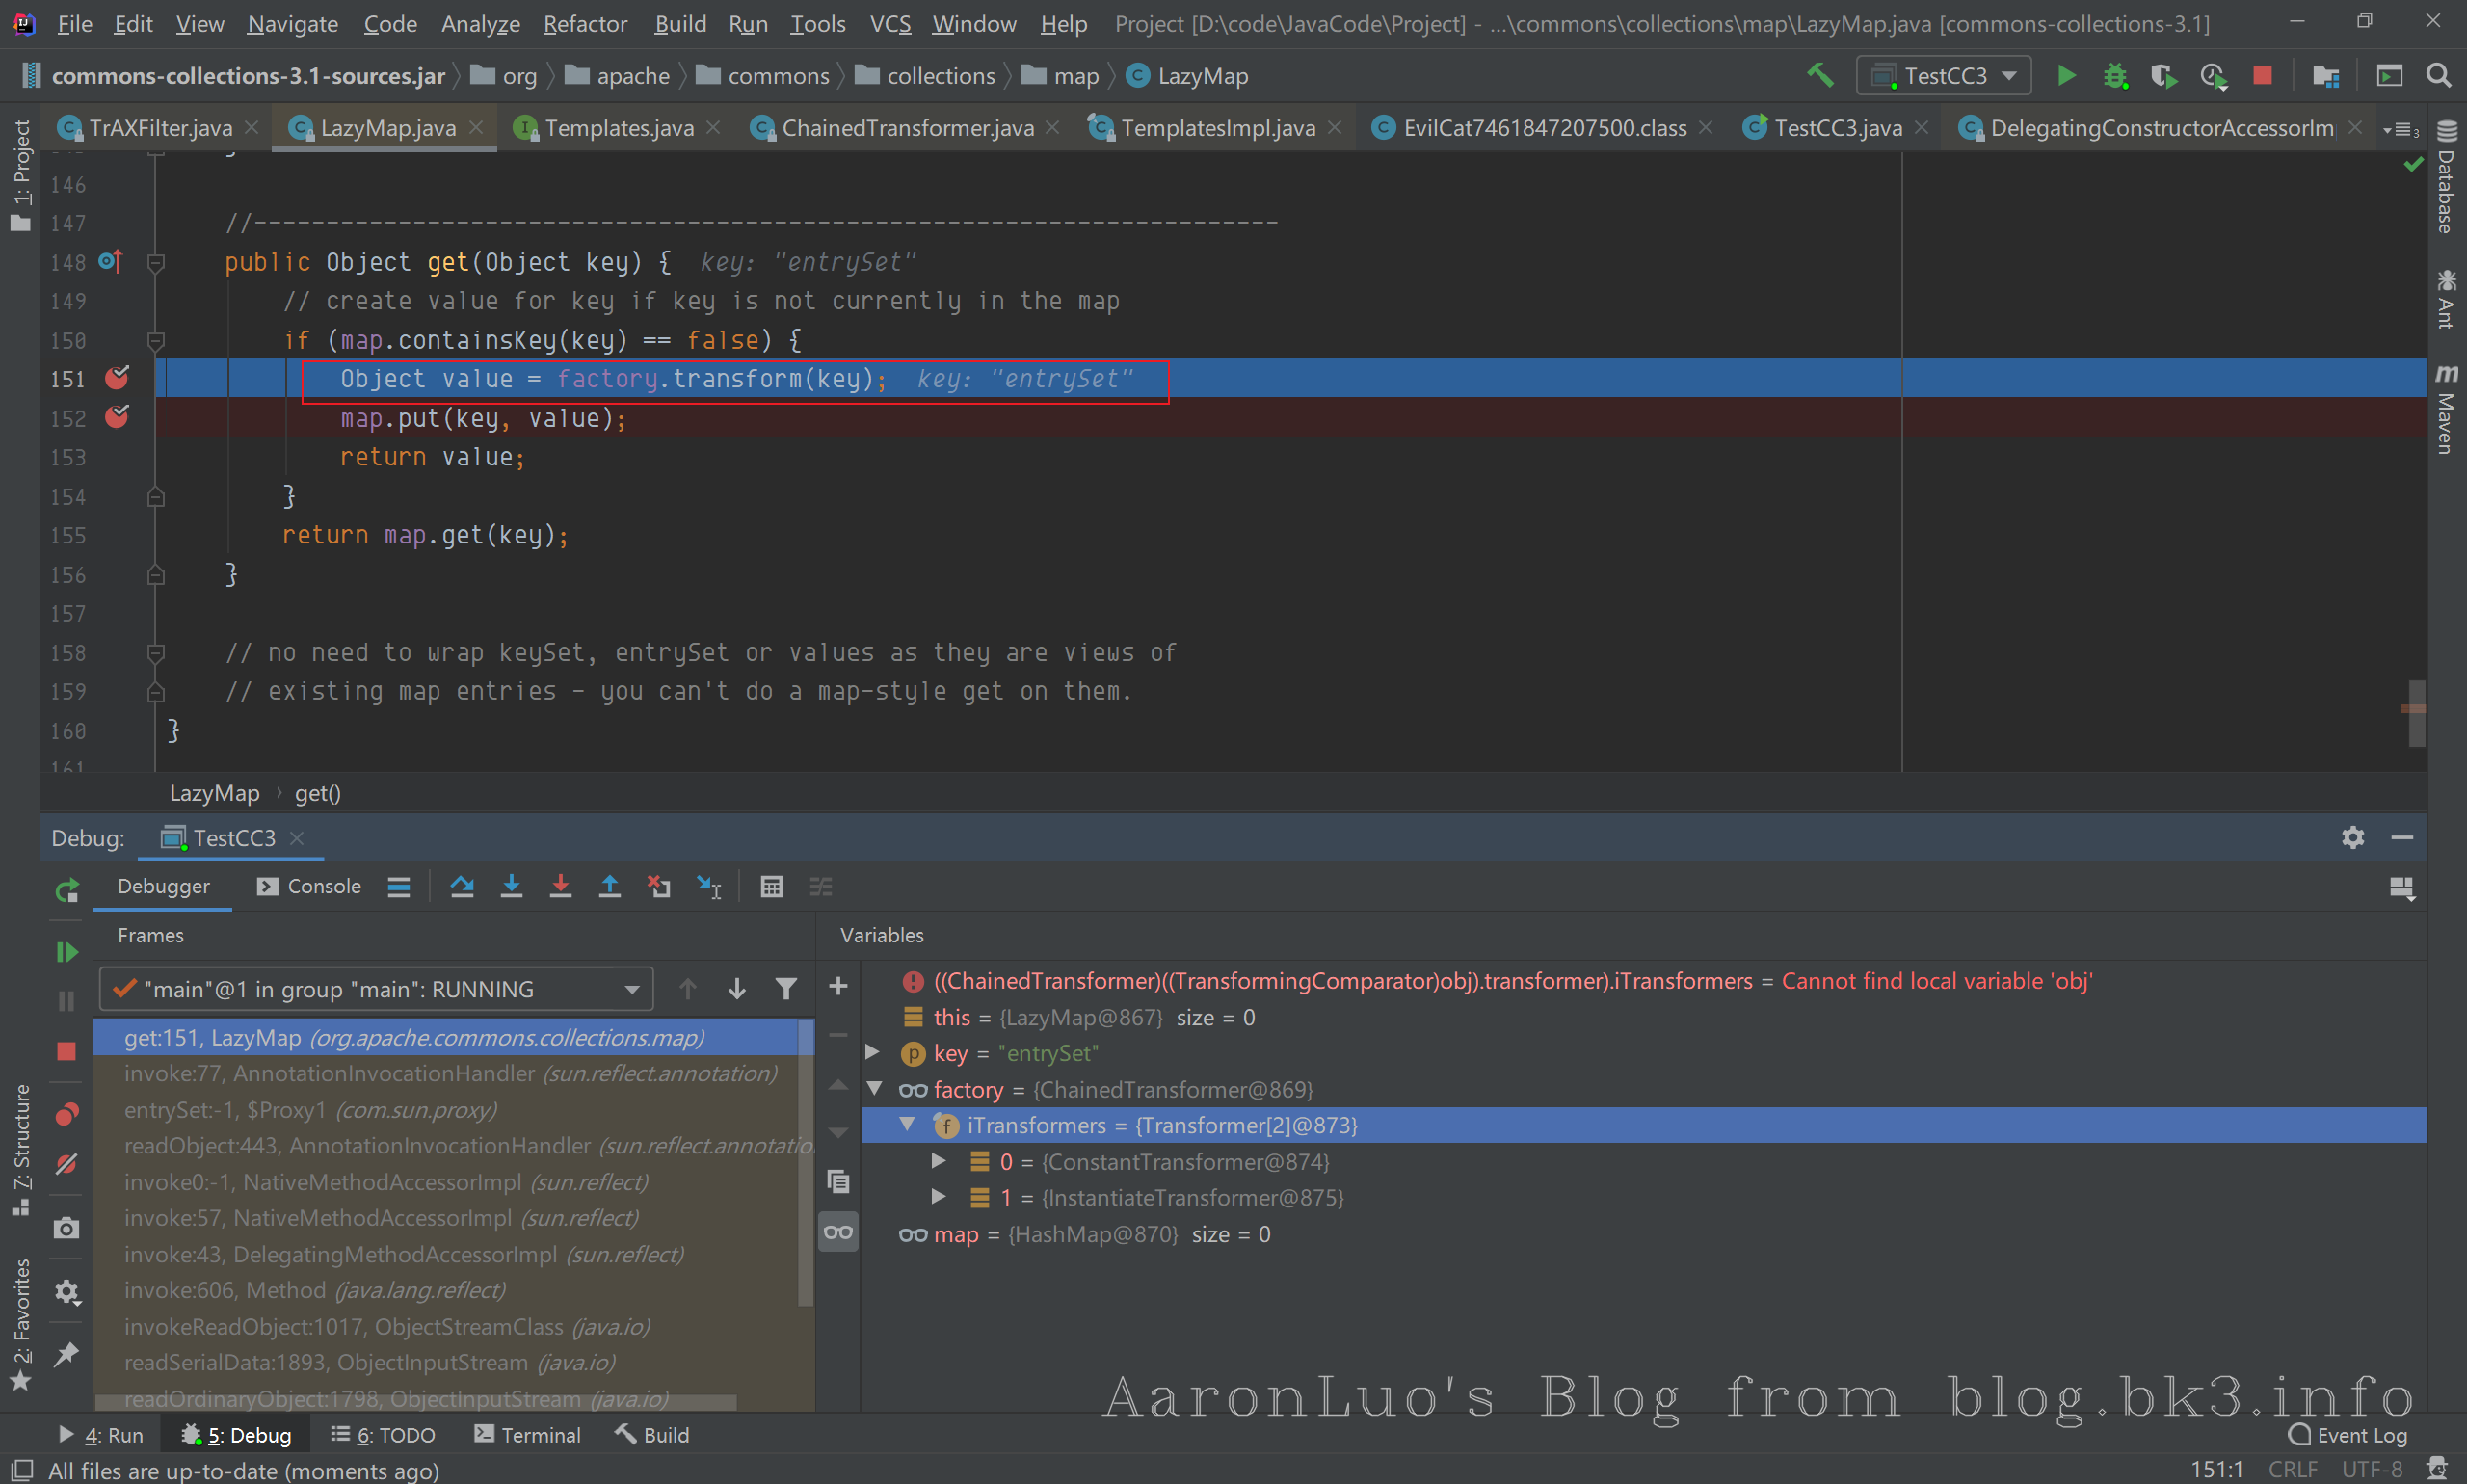 File Edit View Navigate Code Analyze Refactor Build Run Tools VCS Window Help Project [D:\code\JavaCode\Project] - ...\commons\collections\map\LazyMap.java [commons-collections-3.1]
commons-collections-3.1-sources.jar org apache commons collections map LazyMap TestCC3
TrAXFilter.java LazyMap.java Templates.java ChainedTransformer.java TemplatesImpl.java EvilCat7461847207500.class TestCC3.java DelegatingConstructorAccessorIm
1: Project
7: Structure
2: Favorites
Database
Ant
Maven
146
147 //-----------------------------------------------------------------------
148 public Object get(Object key) { key: "entrySet"
149 // create value for key if key is not currently in the map
150 if (map.containsKey(key) == false) {
151 Object value = factory.transform(key); key: "entrySet"
152 map.put(key, value);
153 return value;
154 }
155 return map.get(key);
156 }
157
158 // no need to wrap keySet, entrySet or values as they are views of
159 // existing map entries - you can't do a map-style get on them.
160 }
161
LazyMap › get()
Debug: TestCC3
Debugger Console
Frames
"main"@1 in group "main": RUNNING
get:151, LazyMap (org.apache.commons.collections.map)
invoke:77, AnnotationInvocationHandler (sun.reflect.annotation)
entrySet:-1, $Proxy1 (com.sun.proxy)
readObject:443, AnnotationInvocationHandler (sun.reflect.annotatio
invoke0:-1, NativeMethodAccessorImpl (sun.reflect)
invoke:57, NativeMethodAccessorImpl (sun.reflect)
invoke:43, DelegatingMethodAccessorImpl (sun.reflect)
invoke:606, Method (java.lang.reflect)
invokeReadObject:1017, ObjectStreamClass (java.io)
readSerialData:1893, ObjectInputStream (java.io)
readOrdinaryObject:1798, ObjectInputStream (java.io)
Variables
((ChainedTransformer)((TransformingComparator)obj).transformer).iTransformers = Cannot find local variable 'obj'
this = {LazyMap@867} size = 0
key = "entrySet"
factory = {ChainedTransformer@869}
iTransformers = {Transformer[2]@873}
0 = {ConstantTransformer@874}
1 = {InstantiateTransformer@875}
map = {HashMap@870} size = 0
AaronLuo's Blog from blog.bk3.info
4: Run 5: Debug 6: TODO Terminal Build Event Log
All files are up-to-date (moments ago) 151:1 CRLF UTF-8